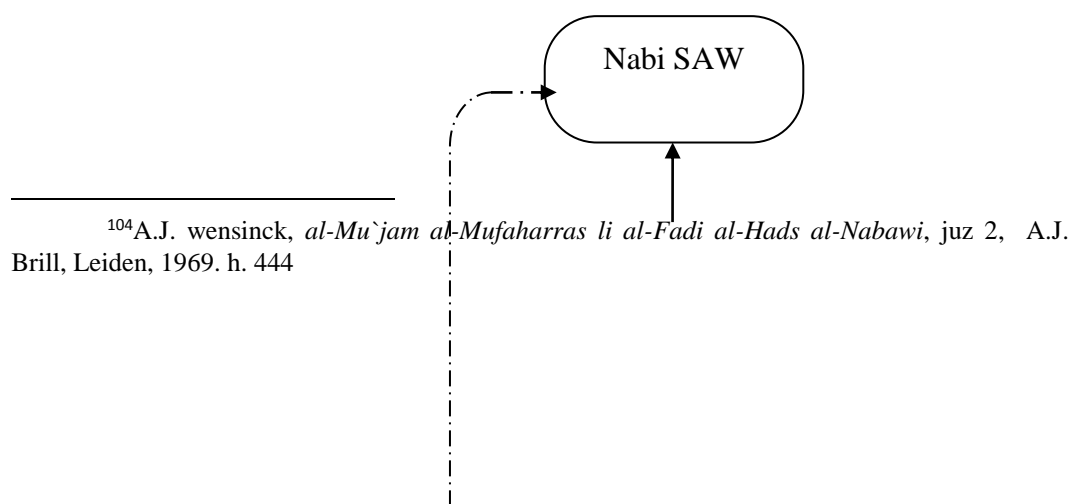 Nabi SAW
104A.J. wensinck, al-Mu`jam al-Mufaharras li al-Fadi al-Hads al-Nabawi, juz 2, A.J.
Brill, Leiden, 1969. h. 444